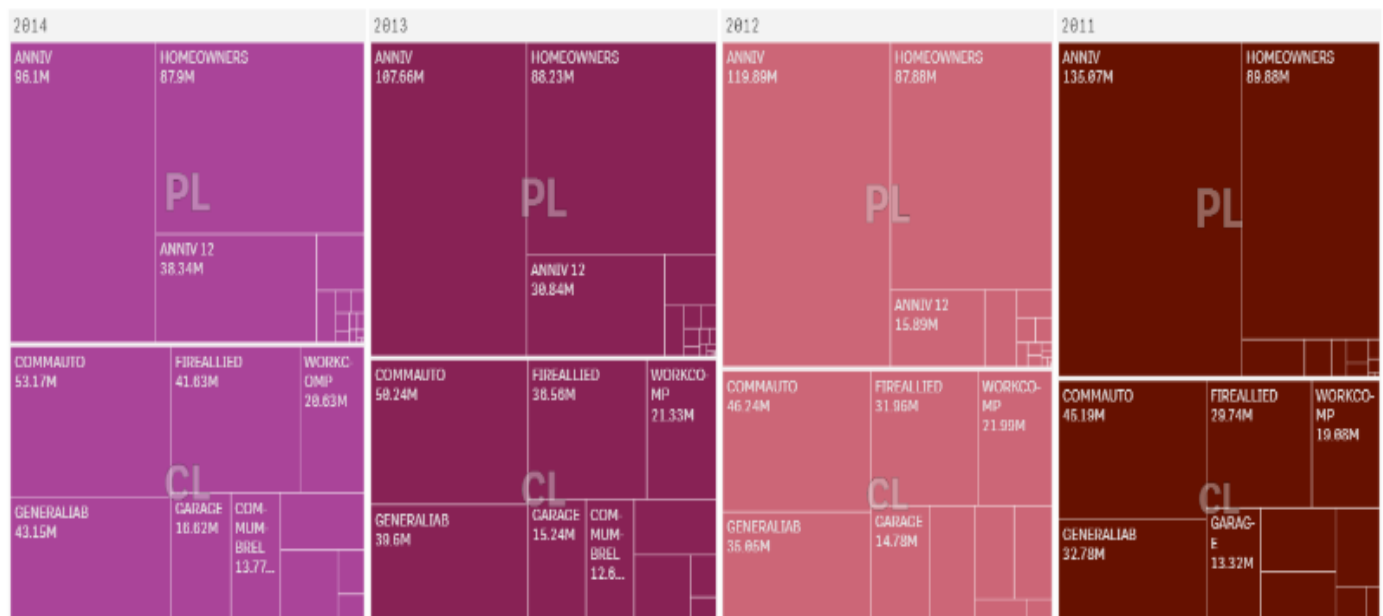 2014
ANNIV
96.1M
HOMEOWNERS
87.9M
PL
ANNIV 12
38.34M
COMMAUTO
53.17M
FIREALLIED
41.63M
WORKC-
OMP
20.63M
CL
GENERALIAB
43.15M
GARAGE
16.62M
COM-
MUM-
BREL
13.77...
2013
ANNIV
107.66M
HOMEOWNERS
88.23M
PL
ANNIV 12
30.84M
COMMAUTO
50.24M
FIREALLIED
36.56M
WORKCO-
MP
21.33M
CL
GENERALIAB
39.6M
GARAGE
15.24M
COM-
MUM-
BREL
12.6...
2012
ANNIV
119.89M
HOMEOWNERS
87.88M
PL
ANNIV 12
15.89M
COMMAUTO
46.24M
FIREALLIED
31.96M
WORKCO-
MP
21.99M
CL
GENERALIAB
35.05M
GARAGE
14.78M
2011
ANNIV
135.07M
HOMEOWNERS
89.88M
PL
COMMAUTO
45.19M
FIREALLIED
29.74M
WORKCO-
MP
19.08M
CL
GENERALIAB
32.78M
GARAG-
E
13.32M